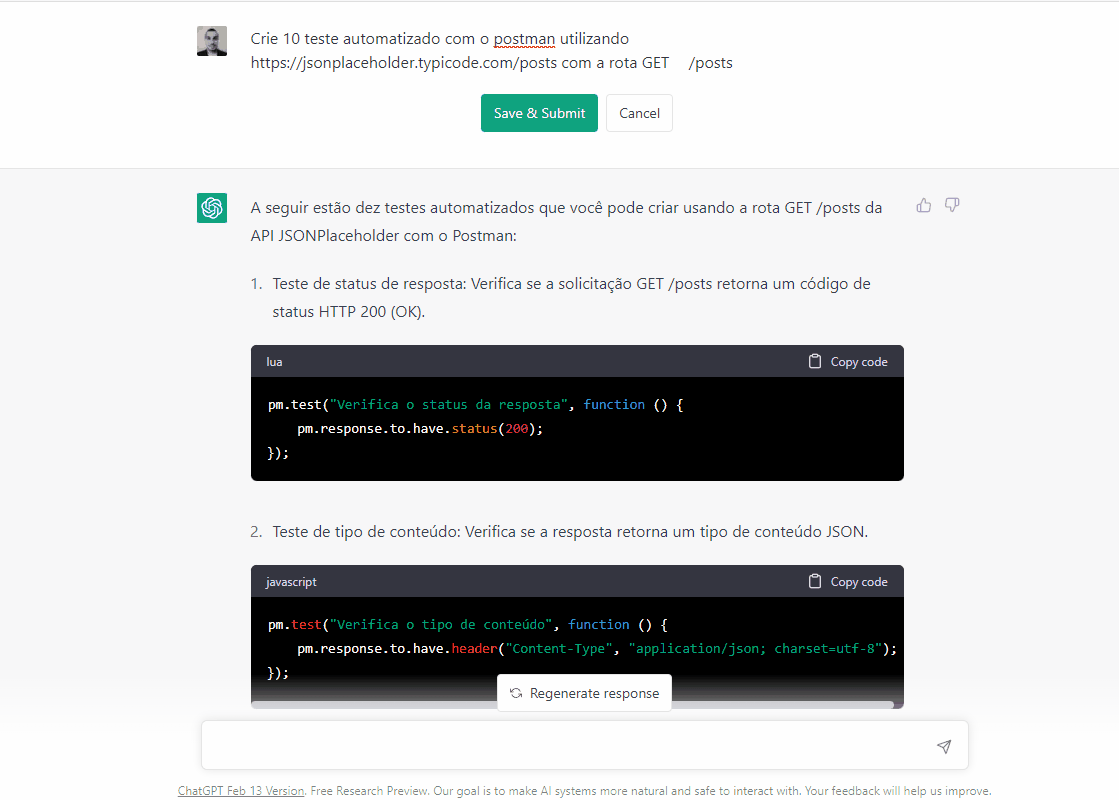 Crie 10 teste automatizado com o postman utilizando
https://jsonplaceholder.typicode.com/posts com a rota GET /posts
Save & Submit Cancel
A seguir estão dez testes automatizados que você pode criar usando a rota GET /posts da
API JSONPlaceholder com o Postman:
1. Teste de status de resposta: Verifica se a solicitação GET /posts retorna um código de
status HTTP 200 (OK).
lua Copy code
pm.test("Verifica o status da resposta", function () {
pm.response.to.have.status(200);
});
2. Teste de tipo de conteúdo: Verifica se a resposta retorna um tipo de conteúdo JSON.
javascript Copy code
pm.test("Verifica o tipo de conteúdo", function () {
pm.response.to.have.header("Content-Type", "application/json; charset=utf-8");
});
Regenerate response
ChatGPT Feb 13 Version. Free Research Preview. Our goal is to make AI systems more natural and safe to interact with. Your feedback will help us improve.